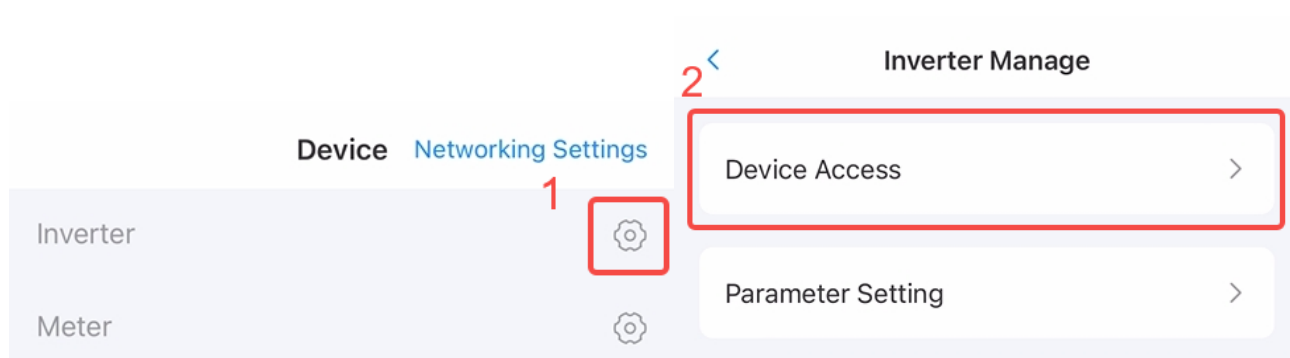 Device Networking Settings
1
Inverter
Meter
2
Inverter Manage
Device Access
Parameter Setting